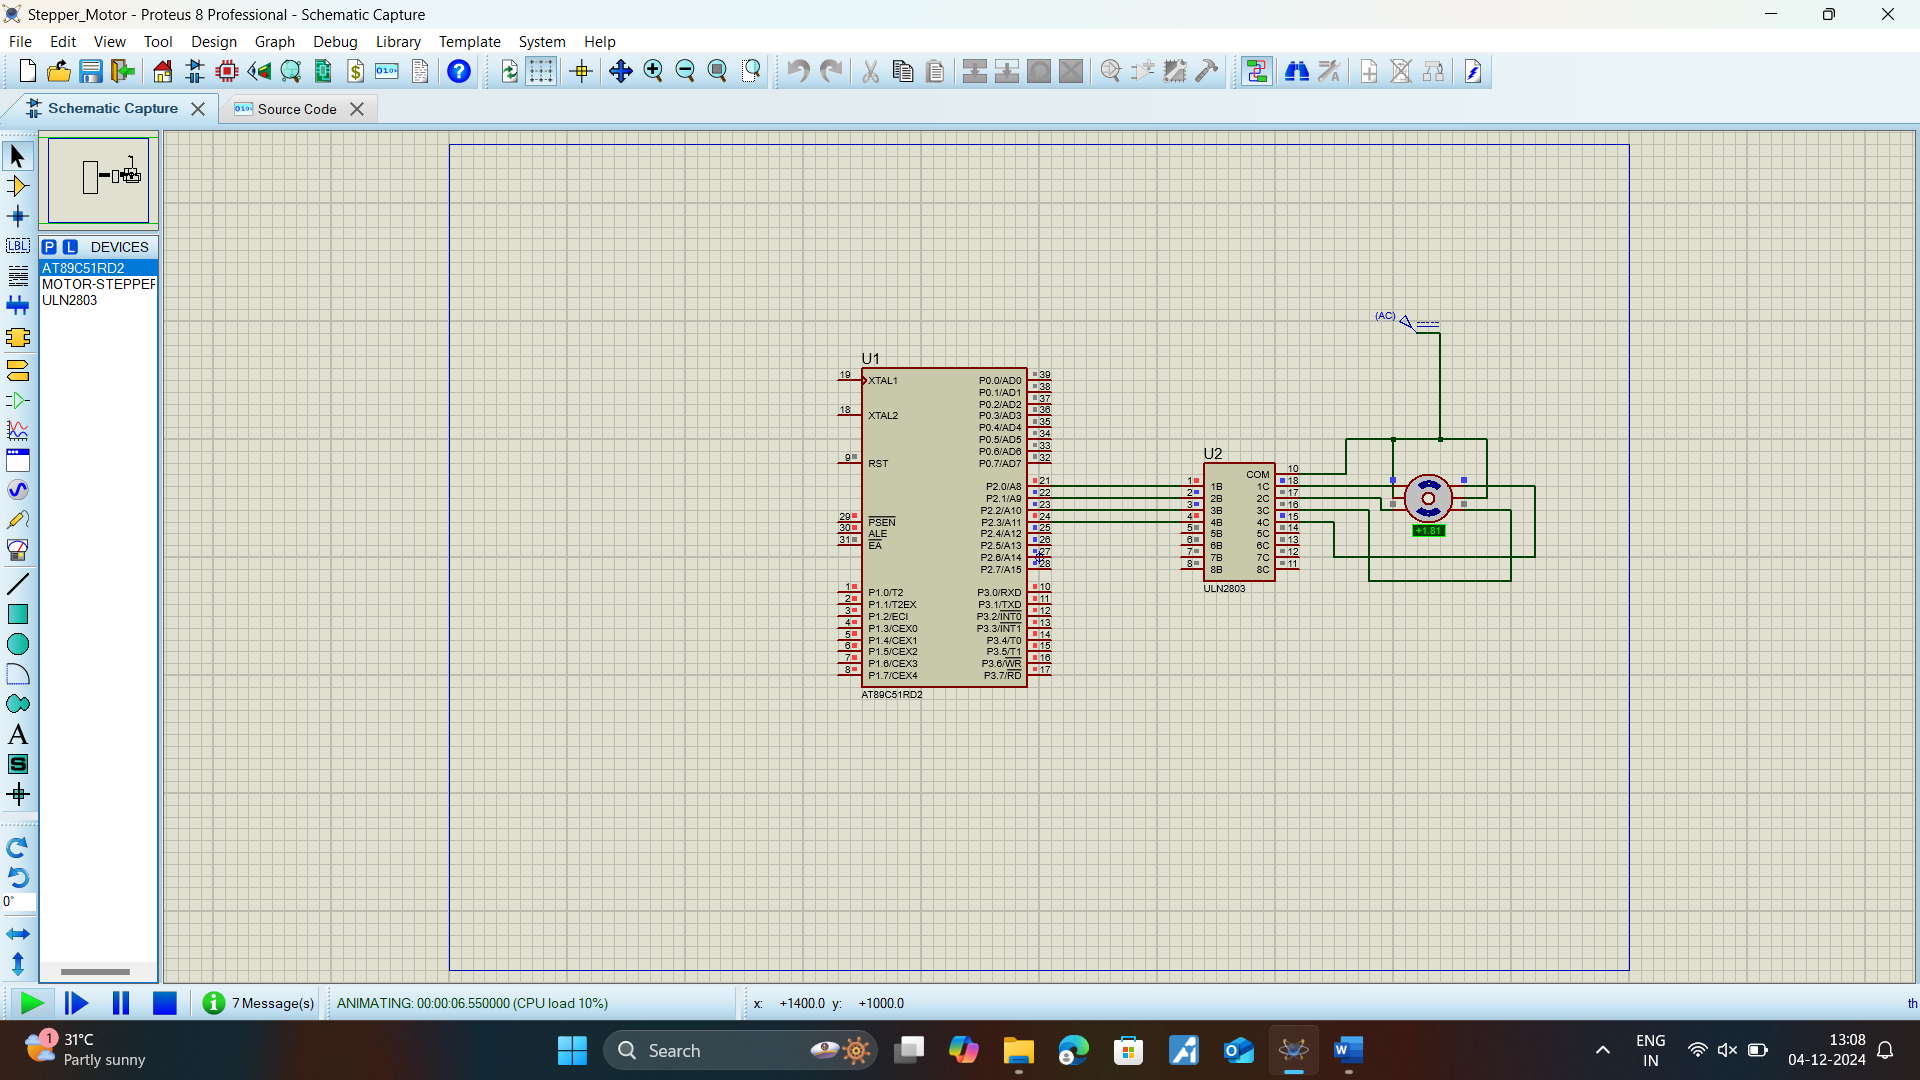 Stepper_Motor - Proteus 8 Professional - Schematic Capture
File Edit View Tool Design Graph Debug Library Template System Help
Schematic Capture
Source Code
P L DEVICES
AT89C51RD2
MOTOR-STEPPER
ULN2803
LBL
A
S
0°
(AC)
U1
19 XTAL1 P0.0/AD0 39
P0.1/AD1 38
P0.2/AD2 37
18 XTAL2 P0.3/AD3 36
P0.4/AD4 35
P0.5/AD5 34
P0.6/AD6 33
9 RST P0.7/AD7 32
P2.0/A8 21
P2.1/A9 22
P2.2/A10 23
29 PSEN P2.3/A11 24
30 ALE P2.4/A12 25
31 EA P2.5/A13 26
P2.6/A14 27
P2.7/A15 28
1 P1.0/T2 P3.0/RXD 10
2 P1.1/T2EX P3.1/TXD 11
3 P1.2/ECI P3.2/INT0 12
4 P1.3/CEX0 P3.3/INT1 13
5 P1.4/CEX1 P3.4/T0 14
6 P1.5/CEX2 P3.5/T1 15
7 P1.6/CEX3 P3.6/WR 16
8 P1.7/CEX4 P3.7/RD 17
AT89C51RD2
U2
COM 10
1 1B 1C 18
2 2B 2C 17
3 3B 3C 16
4 4B 4C 15
5 5B 5C 14
6 6B 6C 13
7 7B 7C 12
8 8B 8C 11
ULN2803
+1.81
7 Message(s)
ANIMATING: 00:00:06.550000 (CPU load 10%)
x: +1400.0 y: +1000.0
th
1
31°C
Partly sunny
Search
ENG
IN
13:08
04-12-2024